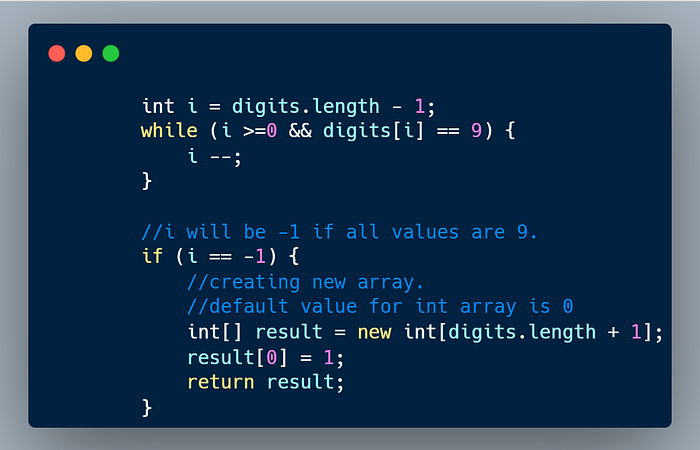 int i = digits.length - 1;
while (i >=0 && digits[i] == 9) {
i --;
}
//i will be -1 if all values are 9.
if (i == -1) {
//creating new array.
//default value for int array is 0
int[] result = new int[digits.length + 1];
result[0] = 1;
return result;
}